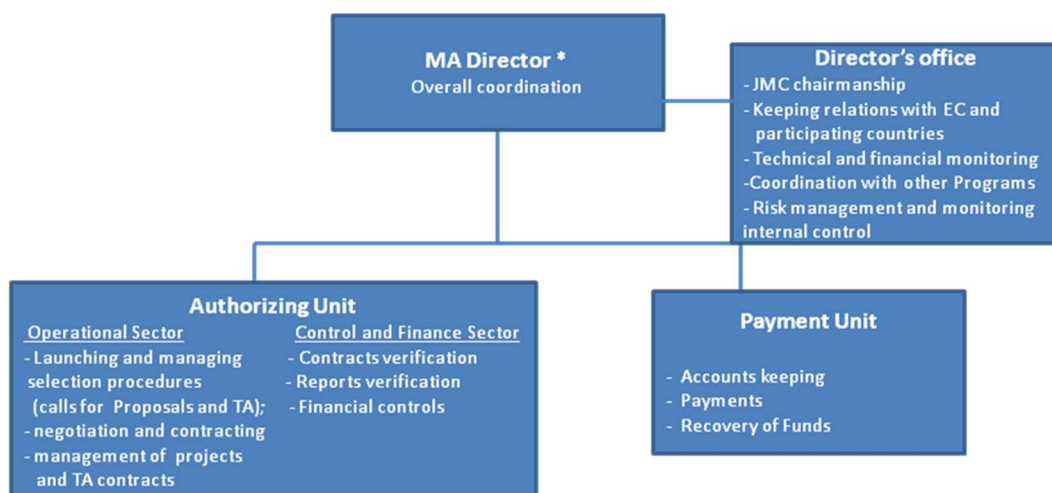 MA Director *
Overall coordination
Director's office
- JMC chairmanship
- Keeping relations with EC and
participating countries
- Technical and financial monitoring
-Coordination with other Programs
- Risk management and monitoring
internal control
Authorizing Unit
Operational Sector
- Launching and managing
selection procedures
(calls for Proposals and TA);
- negotiation and contracting
- management of projects
and TA contracts
Control and Finance Sector
- Contracts verification
- Reports verification
- Financial controls
Payment Unit
- Accounts keeping
- Payments
- Recovery of Funds